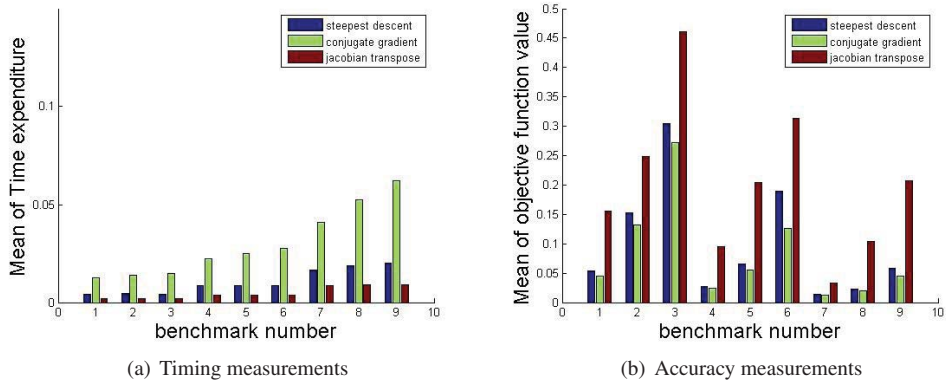 Mean of Time expenditure
0.1
0.05
0
steepest descent
conjugate gradient
jacobian transpose
0 1 2 3 4 5 6 7 8 9 10
benchmark number
(a) Timing measurements
Mean of objective function value
0.5
0.45
0.4
0.35
0.3
0.25
0.2
0.15
0.1
0.05
0
steepest descent
conjugate gradient
jacobian transpose
0 1 2 3 4 5 6 7 8 9 10
benchmark number
(b) Accuracy measurements